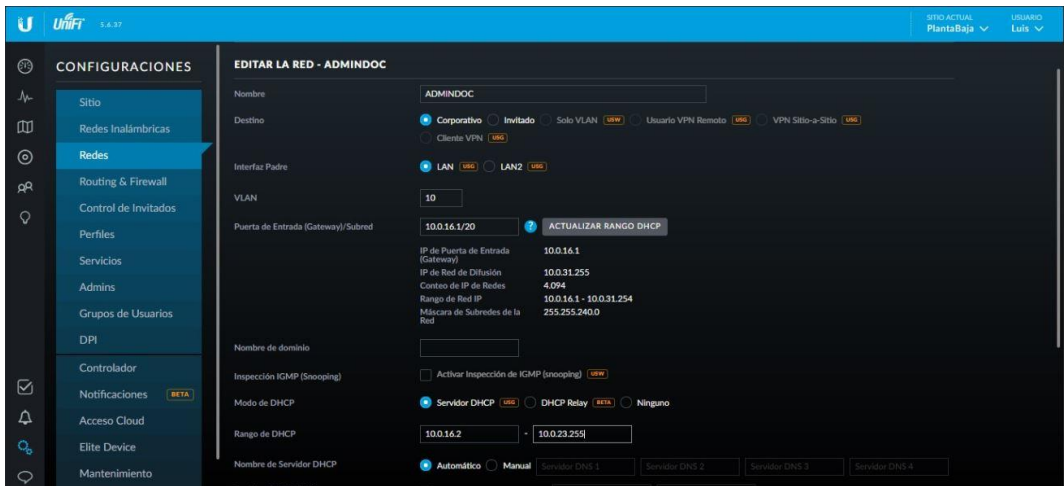 UniFi 5.6.37
SITIO ACTUAL
PlantaBaja
USUARIO
Luis
CONFIGURACIONES
Sitio
Redes Inalámbricas
Redes
Routing & Firewall
Control de Invitados
Perfiles
Servicios
Admins
Grupos de Usuarios
DPI
Controlador
Notificaciones BETA
Acceso Cloud
Elite Device
Mantenimiento
EDITAR LA RED - ADMINDOC
Nombre ADMINDOC
Destino Corporativo Invitado Solo VLAN USW Usuario VPN Remoto USG VPN Sitio-a-Sitio USG
Cliente VPN USG
Interfaz Padre LAN USG LAN2 USG
VLAN 10
Puerta de Entrada (Gateway)/Subred 10.0.16.1/20 ? ACTUALIZAR RANGO DHCP
IP de Puerta de Entrada (Gateway) 10.0.16.1
IP de Red de Difusión 10.0.31.255
Conteo de IP de Redes 4.094
Rango de Red IP 10.0.16.1 - 10.0.31.254
Máscara de Subredes de la Red 255.255.240.0
Nombre de dominio
Inspección IGMP (Snooping) Activar Inspección de IGMP (snooping) USW
Modo de DHCP Servidor DHCP USG DHCP Relay BETA Ninguno
Rango de DHCP 10.0.16.2 - 10.0.23.255
Nombre de Servidor DHCP Automático Manual Servidor DNS 1 Servidor DNS 2 Servidor DNS 3 Servidor DNS 4